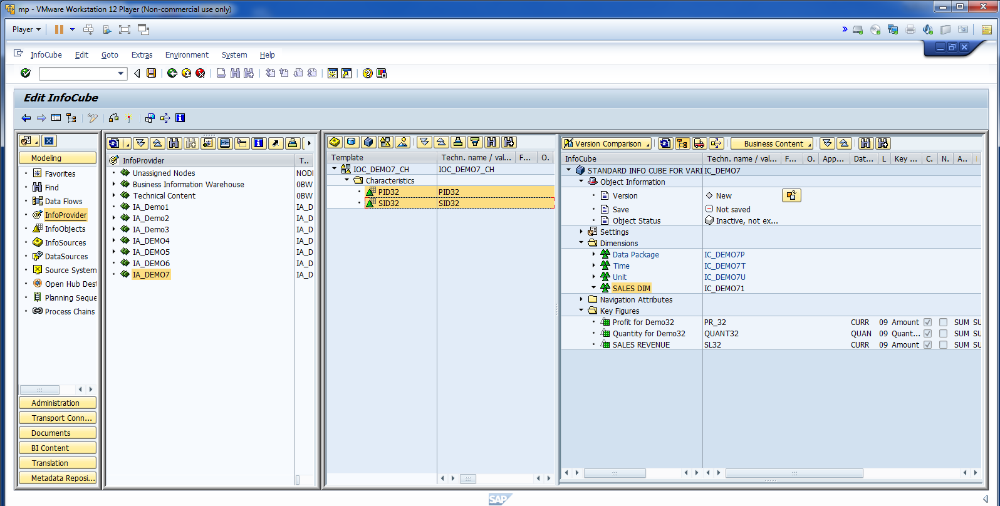 mp - VMware Workstation 12 Player (Non-commercial use only)
Player
InfoCube Edit Goto Extras Environment System Help
Edit InfoCube
Modeling
Favorites
Find
Data Flows
InfoProvider
InfoObjects
InfoSources
DataSources
Source System
Open Hub Dest
Planning Seque
Process Chains
Administration
Transport Conn...
Documents
BI Content
Translation
Metadata Reposi...
InfoProvider T..
Unassigned Nodes NODE
Business Information Warehouse 0BW
Technical Content 0BW
IA_Demo1 IA_D
IA_Demo2 IA_D
IA_Demo3 IA_D
IA_DEMO4 IA_D
IA_DEMO5 IA_D
IA_DEMO6 IA_D
IA_DEMO7 IA_D
Template Techn. name / val... F... O.
IOC_DEMO7_CH IOC_DEMO7_CH
Characteristics
PID32 PID32
SID32 SID32
Version Comparison Business Content
InfoCube Techn. name / val... F... O. App... Dat... L Key ... C. N. A..
STANDARD INFO CUBE FOR VARI IC_DEMO7
Object Information
Version New
Save Not saved
Object Status Inactive, not ex...
Settings
Dimensions
Data Package IC_DEMO7P
Time IC_DEMO7T
Unit IC_DEMO7U
SALES DIM IC_DEMO71
Navigation Attributes
Key Figures
Profit for Demo32 PR_32 CURR 09 Amount SUM SU
Quantity for Demo32 QUANT32 QUAN 09 Quant... SUM SU
SALES REVENUE SL32 CURR 09 Amount SUM SU
SAP